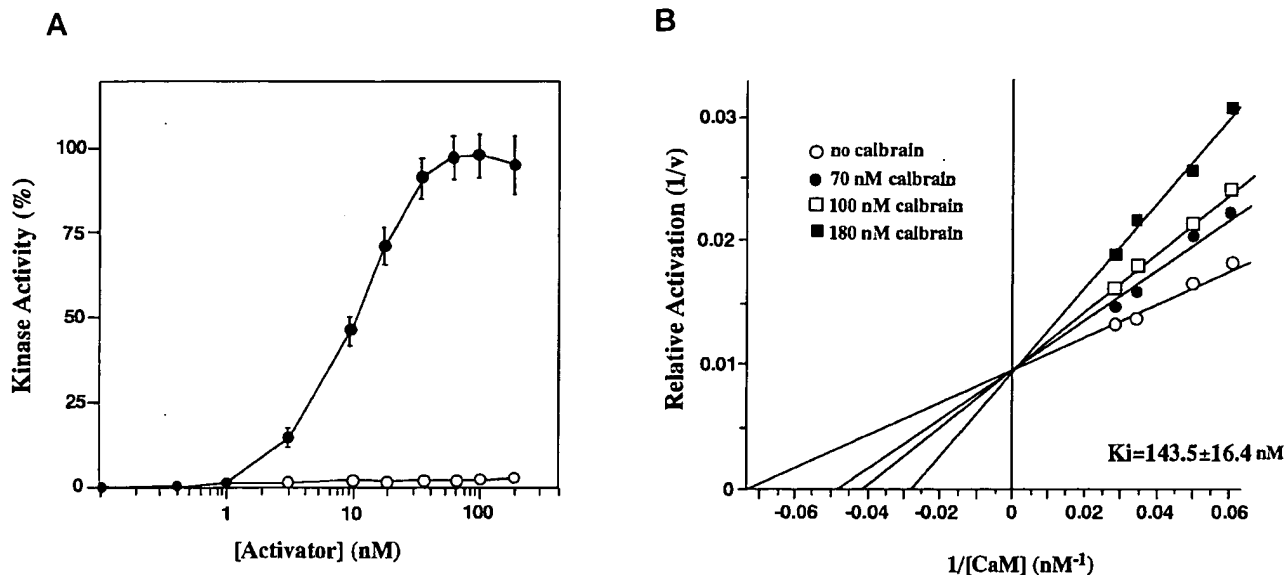 A
100
75
50
25
0
Kinase Activity (%)
1
10
100
[Activator] (nM)
B
0.03
0.02
0.01
0
Relative Activation (1/v)
no calbrain
70 nM calbrain
100 nM calbrain
180 nM calbrain
Ki=143.5±16.4 nM
-0.06
-0.04
-0.02
0
0.02
0.04
0.06
1/[CaM] (nM-1)